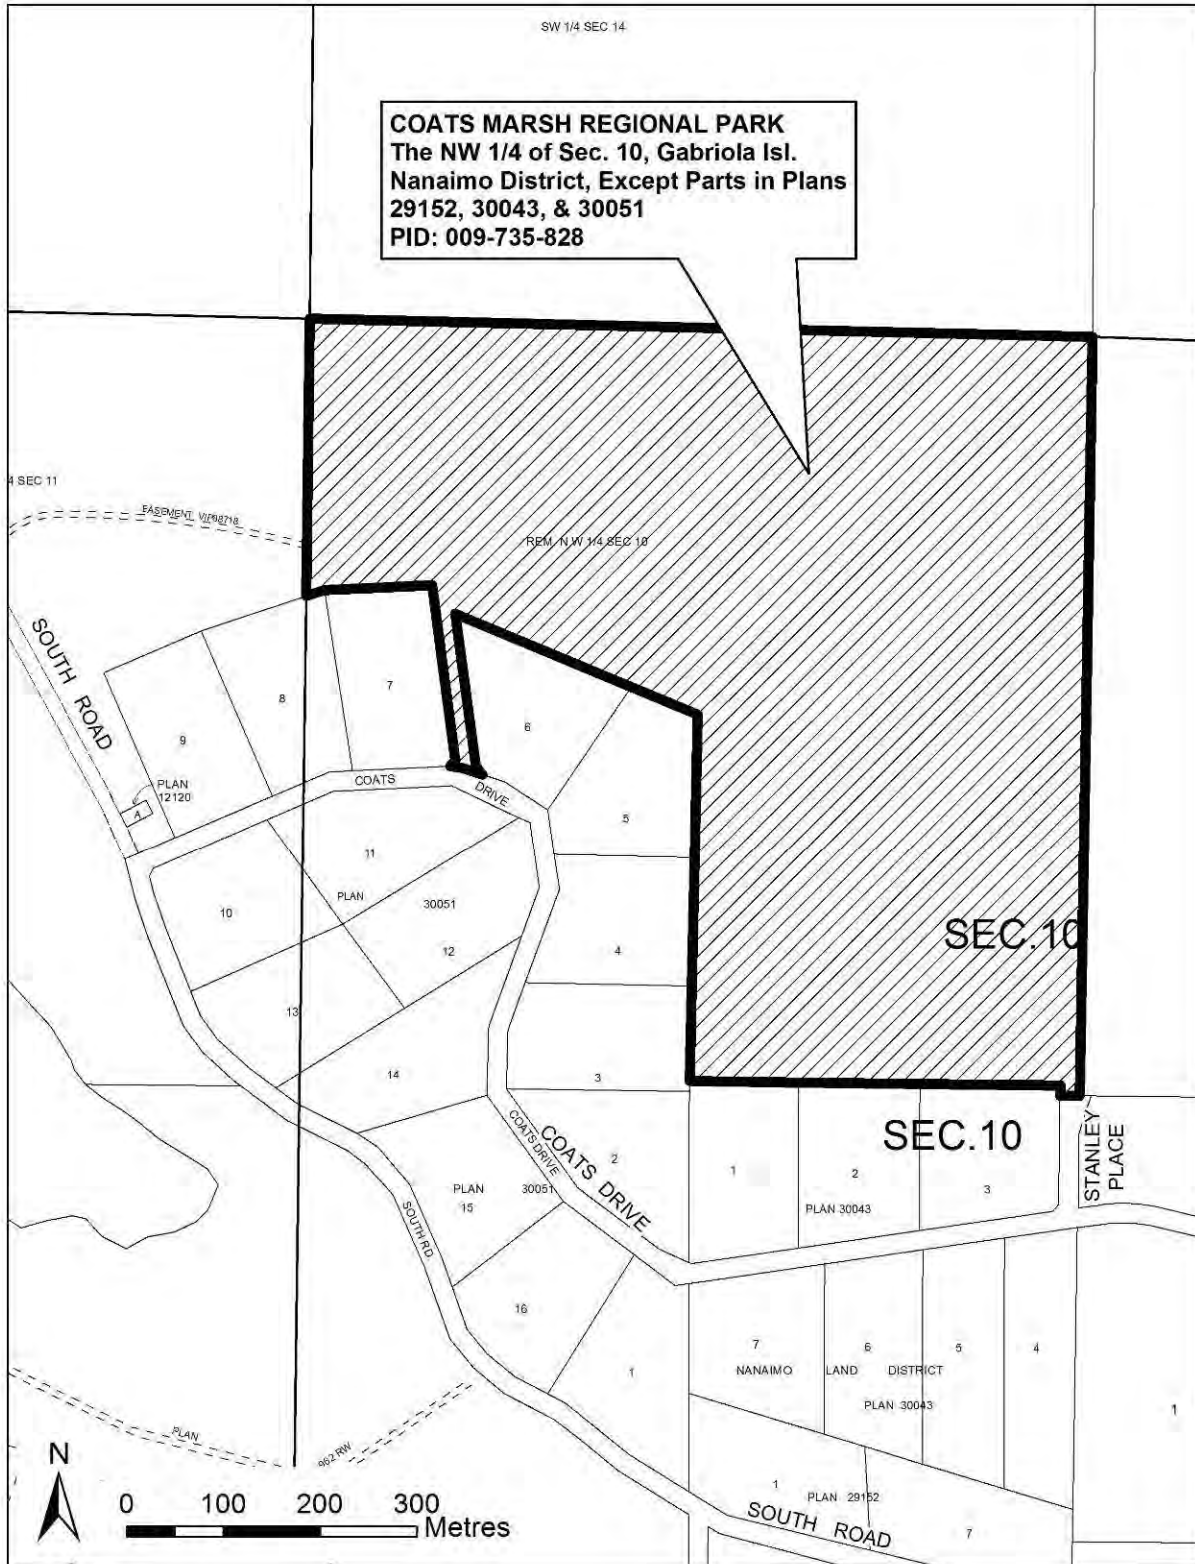 SW 1/4 SEC 14
COATS MARSH REGIONAL PARK
The NW 1/4 of Sec. 10, Gabriola Isl.
Nanaimo District, Except Parts in Plans
29152, 30043, & 30051
PID: 009-735-828
4 SEC 11
EASEMENT
REM. N.W 1/4 SEC 10
SOUTH ROAD
7
8
6
9
PLAN
12120
A
COATS
DRIVE
5
11
PLAN
30051
10
12
4
SEC.10
13
14
3
COATS DRIVE
COATS DRIVE
2
1
2
3
SEC.10
STANLEY
PLACE
PLAN
30051
15
PLAN 30043
SOUTH RD
16
1
7
6
5
4
NANAIMO LAND DISTRICT
PLAN 30043
1
PLAN
962 RW
1
PLAN 29152
7
SOUTH ROAD
N
0 100 200 300
Metres